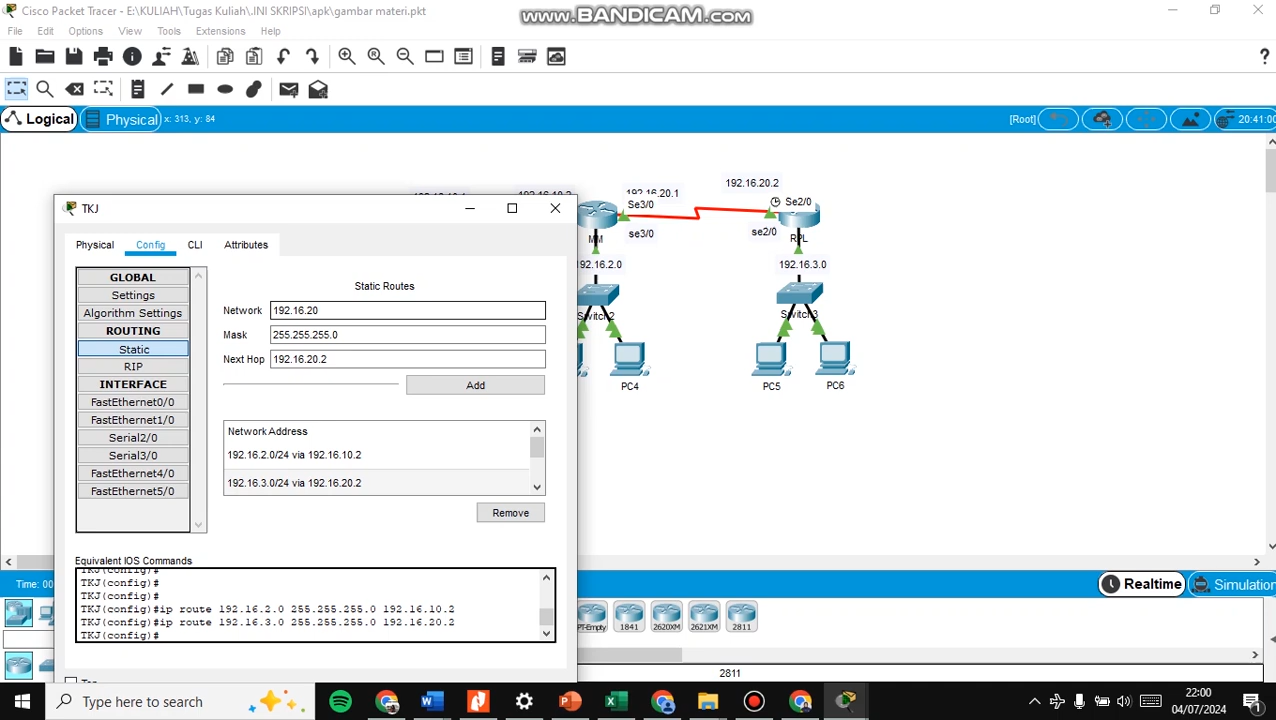 Cisco Packet Tracer - E:\KULIAH\Tugas Kuliah\.INI SKRIPSI\apk\gambar materi.pkt
www.BANDICAM.com
File Edit Options View Tools Extensions Help
?
Logical Physical x: 313, y: 84 [Root] 20:41:00
192.16.20.2
192.16.20.1
Se3/0 Se2/0
se3/0 se2/0
MM RPL
192.16.2.0 192.16.3.0
Switch2 Switch3
PC4 PC5 PC6
TKJ
Physical Config CLI Attributes
GLOBAL
Settings
Algorithm Settings
ROUTING
Static
RIP
INTERFACE
FastEthernet0/0
FastEthernet1/0
Serial2/0
Serial3/0
FastEthernet4/0
FastEthernet5/0
Static Routes
Network 192.16.20
Mask 255.255.255.0
Next Hop 192.16.20.2
Add
Network Address
192.16.2.0/24 via 192.16.10.2
192.16.3.0/24 via 192.16.20.2
Remove
Equivalent IOS Commands
TKJ(config)#
TKJ(config)#
TKJ(config)#
TKJ(config)#ip route 192.16.2.0 255.255.255.0 192.16.10.2
TKJ(config)#ip route 192.16.3.0 255.255.255.0 192.16.20.2
TKJ(config)#
Top
Time: 00
Realtime Simulation
PT-Empty 1841 2620XM 2621XM 2811
2811
Type here to search
22:00
04/07/2024